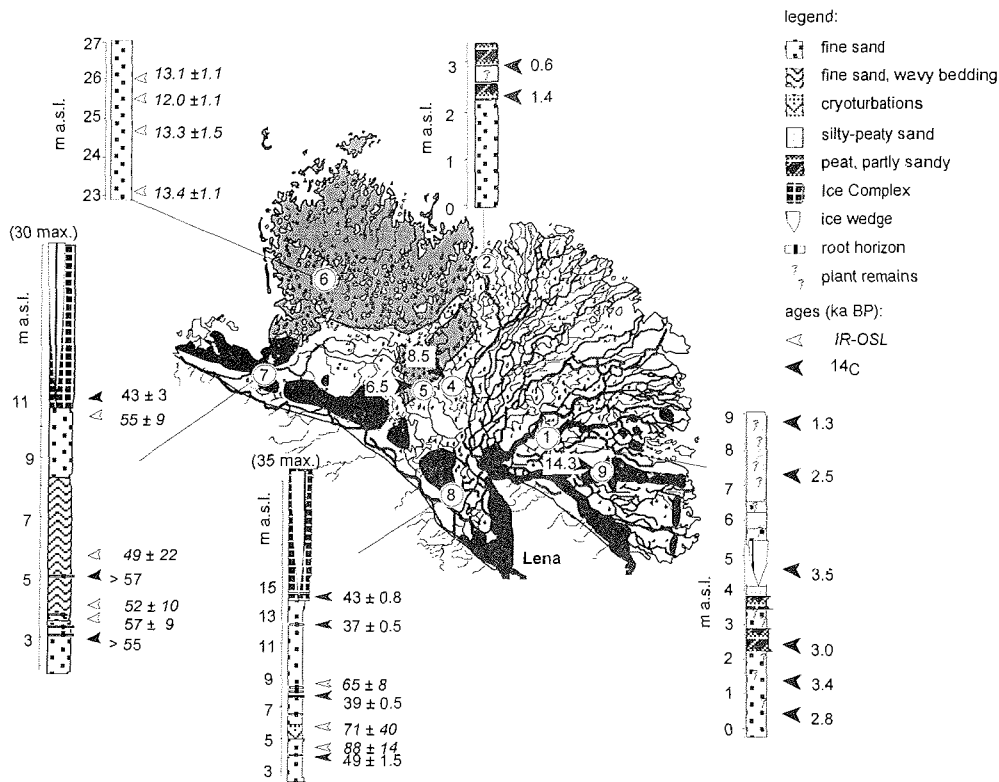 27
26
25
24
23
m a.s.l.
13.1 ±1.1
12.0 ±1.1
13.3 ±1.5
13.4 ±1.1
3
2
1
0
m a.s.l.
0.6
1.4
legend:
fine sand
fine sand, wavy bedding
cryoturbations
silty-peaty sand
peat, partly sandy
Ice Complex
ice wedge
root horizon
? plant remains
?
ages (ka BP):
IR-OSL
14C
(30 max.)
m a.s.l.
11
9
7
5
3
43 ± 3
55 ± 9
49 ± 22
> 57
52 ± 10
57 ± 9
> 55
6
2
8.5
7
6.5
5
4
1
14.3
9
8
Lena
(35 max.)
m a.s.l.
15
13
11
9
7
5
3
43 ± 0.8
37 ± 0.5
65 ± 8
39 ± 0.5
71 ± 40
88 ± 14
49 ± 1.5
9
8
7
6
5
4
3
2
1
0
m a.s.l.
1.3
2.5
3.5
3.0
3.4
2.8